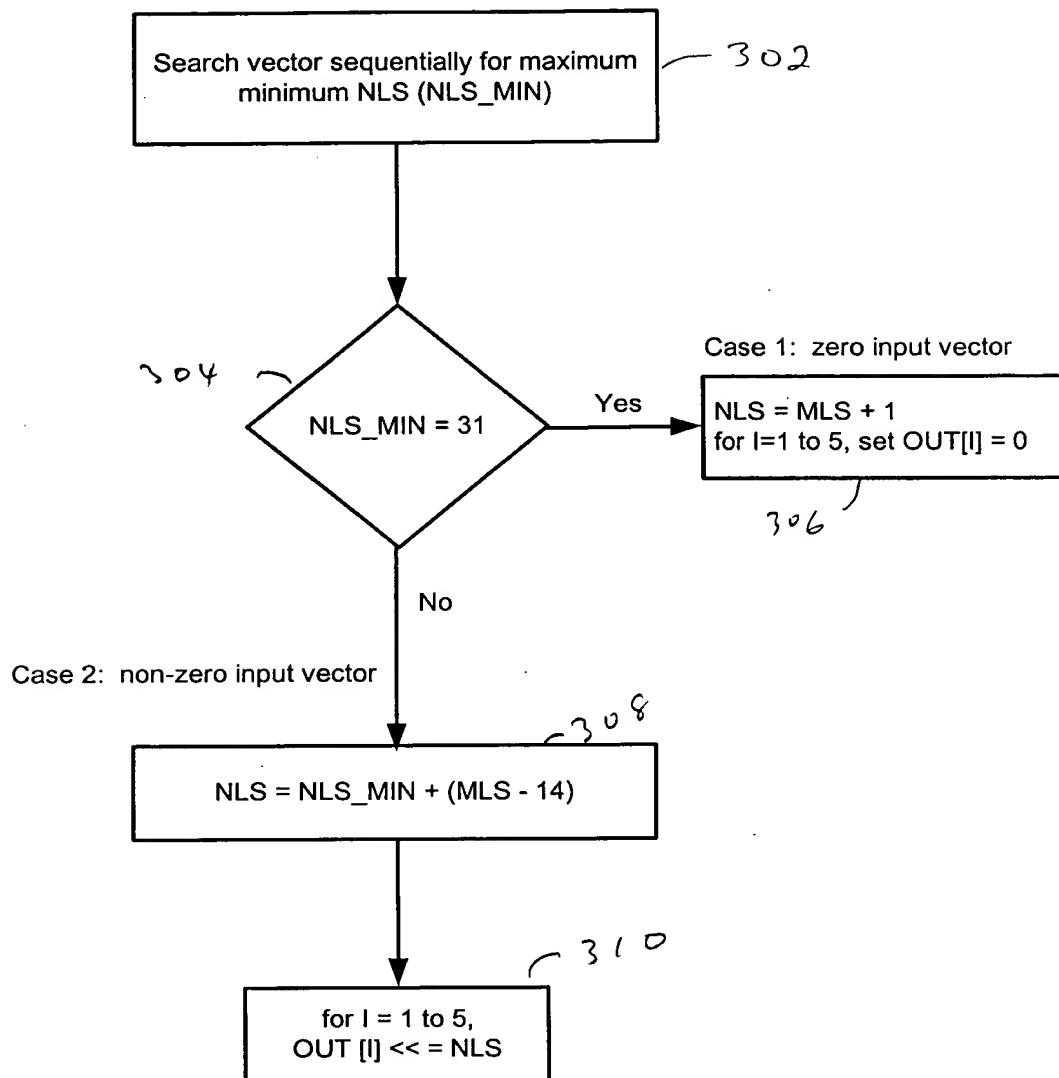 Search vector sequentially for maximum
minimum NLS (NLS_MIN)
302
304
NLS_MIN = 31
Yes
Case 1: zero input vector
NLS = MLS + 1
for I=1 to 5, set OUT[I] = 0
306
No
Case 2: non-zero input vector
308
NLS = NLS_MIN + (MLS - 14)
310
for I = 1 to 5,
OUT [I] << = NLS